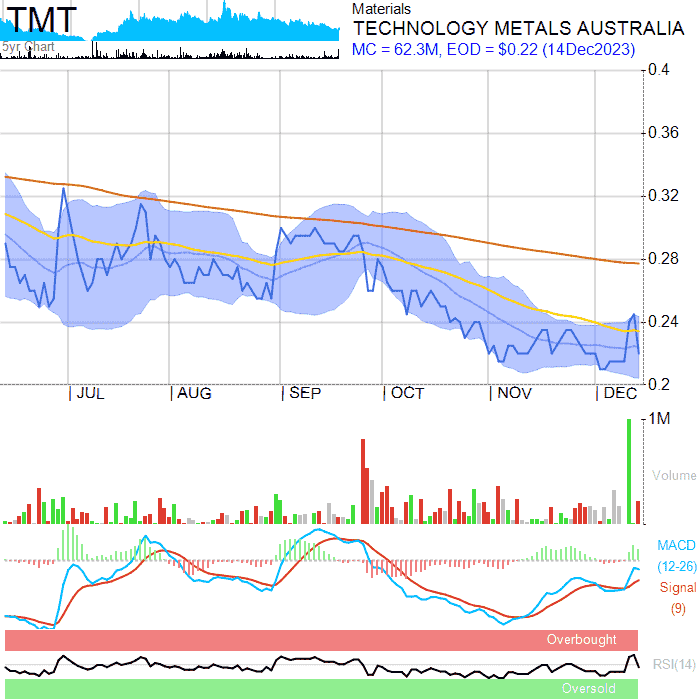 TMT
5yr Chart
Materials
TECHNOLOGY METALS AUSTRALIA
MC = 62.3M, EOD = $0.22 (14Dec2023)
0.4
0.36
0.32
0.28
0.24
0.2
JUL AUG SEP OCT NOV DEC
1M
Volume
MACD
(12-26)
Signal
(9)
Overbought
RSI(14)
Oversold